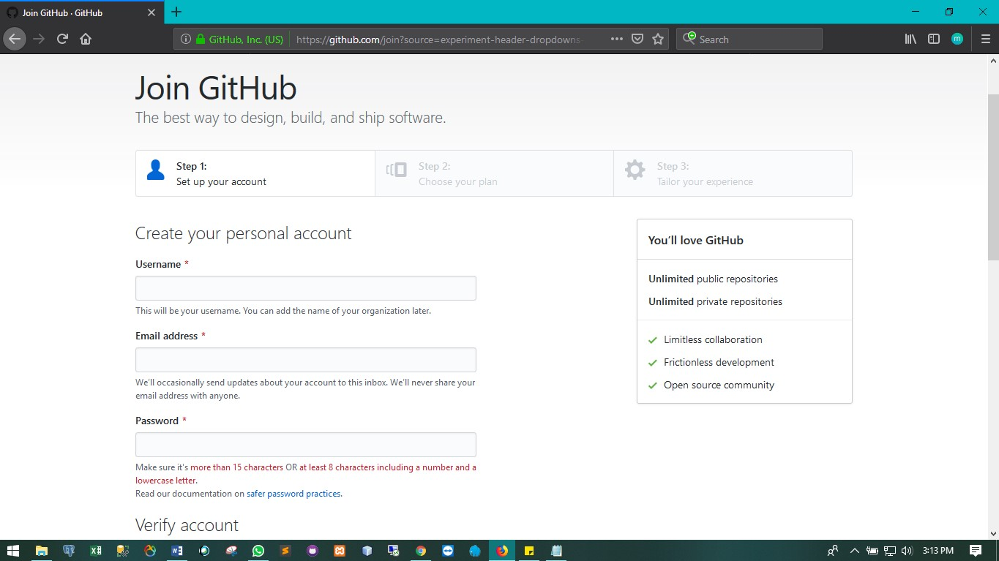 Join GitHub · GitHub
GitHub, Inc. (US)
https://github.com/join?source=experiment-header-dropdowns-
Search
Join GitHub
The best way to design, build, and ship software.
Step 1:
Set up your account
Step 2:
Choose your plan
Step 3:
Tailor your experience
Create your personal account
Username *
This will be your username. You can add the name of your organization later.
Email address *
We'll occasionally send updates about your account to this inbox. We'll never share your
email address with anyone.
Password *
Make sure it's more than 15 characters OR at least 8 characters including a number and a
lowercase letter.
Read our documentation on safer password practices.
Verify account
You'll love GitHub
Unlimited public repositories
Unlimited private repositories
Limitless collaboration
Frictionless development
Open source community
3:13 PM